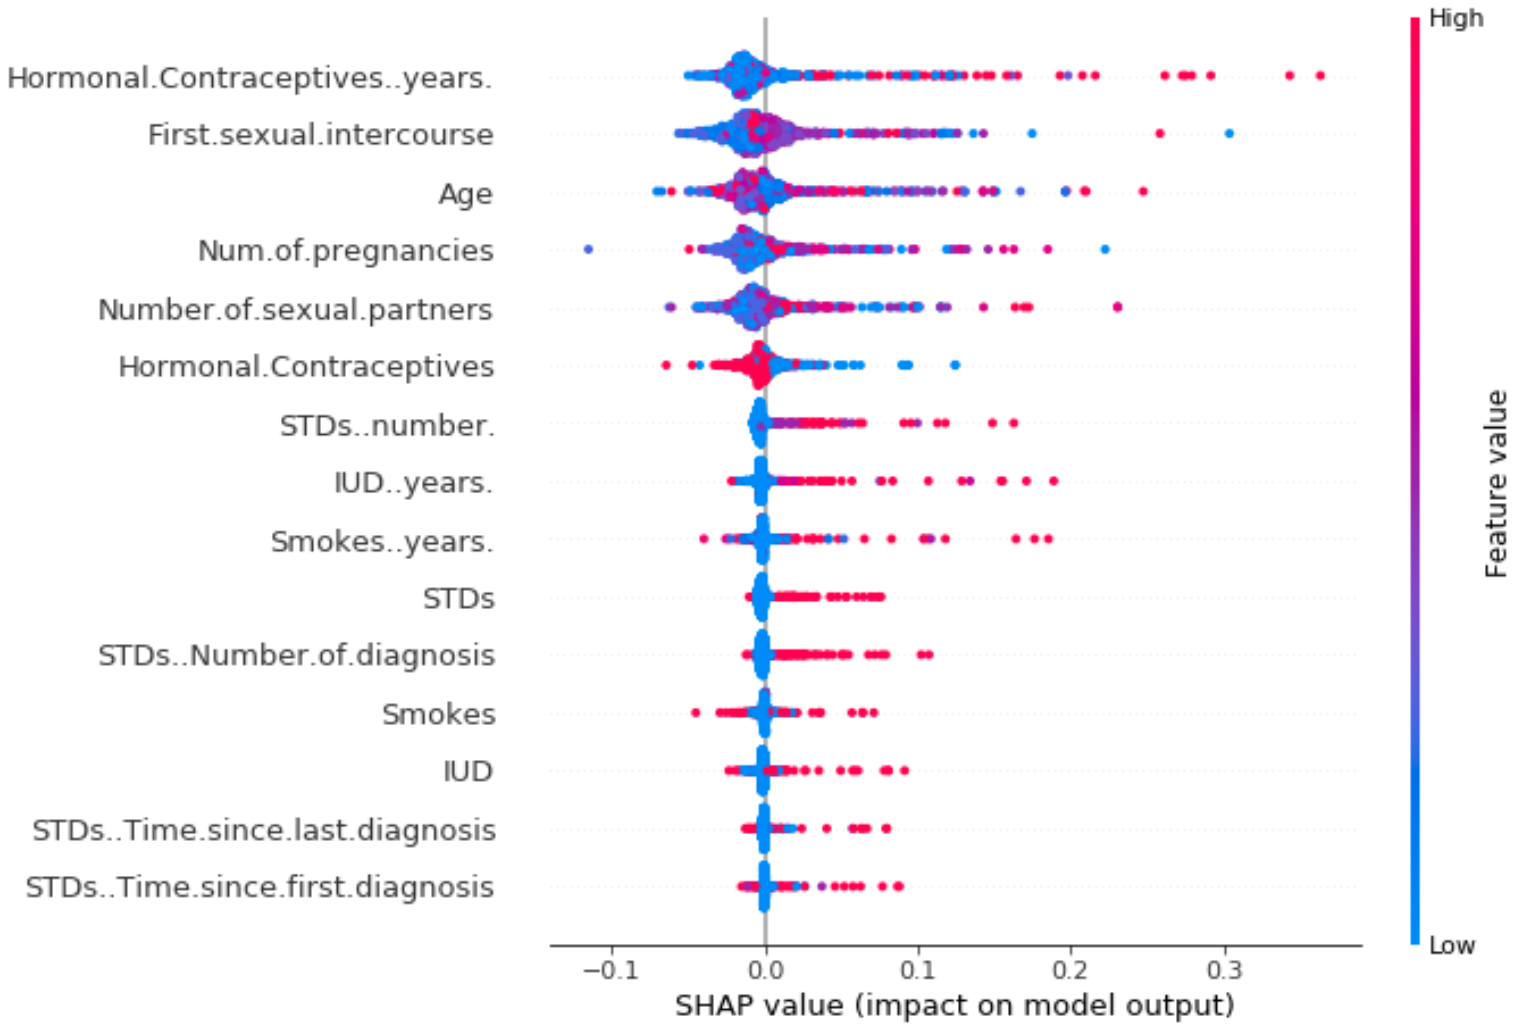 High
Hormonal.Contraceptives..years.
First.sexual.intercourse
Age
Num.of.pregnancies
Number.of.sexual.partners
Hormonal.Contraceptives
STDs..number.
IUD..years.
Smokes..years.
STDs
STDs..Number.of.diagnosis
Smokes
IUD
STDs..Time.since.last.diagnosis
STDs..Time.since.first.diagnosis
Feature value
Low
−0.1 0.0 0.1 0.2 0.3
SHAP value (impact on model output)